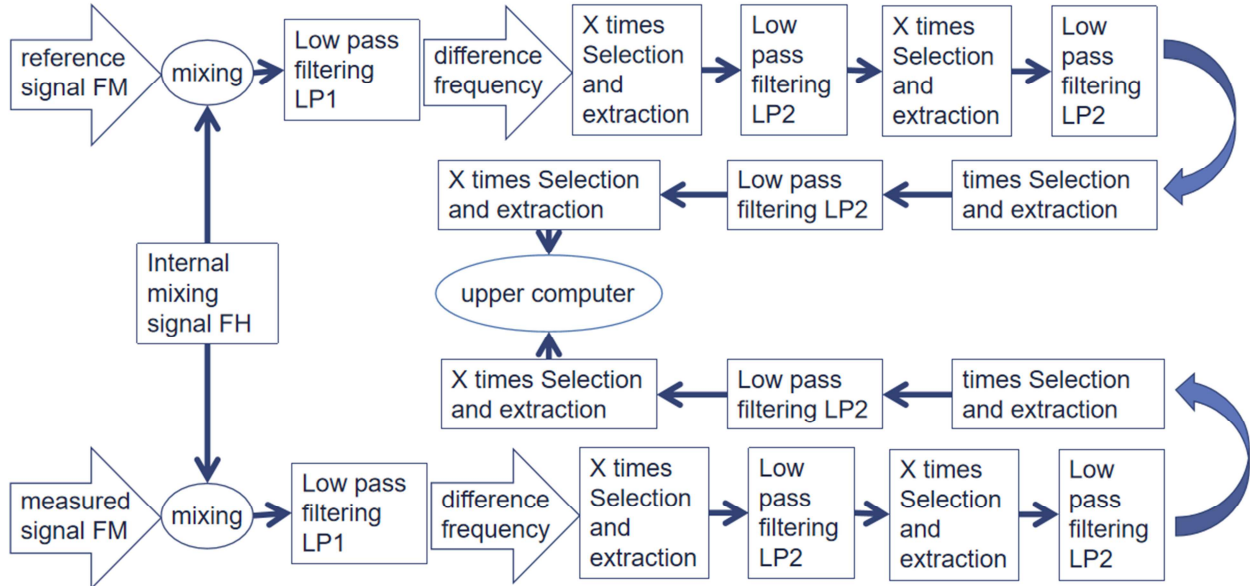 reference
signal FM
mixing
Low pass
filtering
LP1
difference
frequency
X times
Selection
and
extraction
Low
pass
filtering
LP2
X times
Selection
and
extraction
Low
pass
filtering
LP2
X times Selection
and extraction
Low pass
filtering LP2
times Selection
and extraction
Internal
mixing
signal FH
upper computer
X times Selection
and extraction
Low pass
filtering LP2
times Selection
and extraction
measured
signal FM
mixing
Low pass
filtering
LP1
difference
frequency
X times
Selection
and
extraction
Low
pass
filtering
LP2
X times
Selection
and
extraction
Low
pass
filtering
LP2